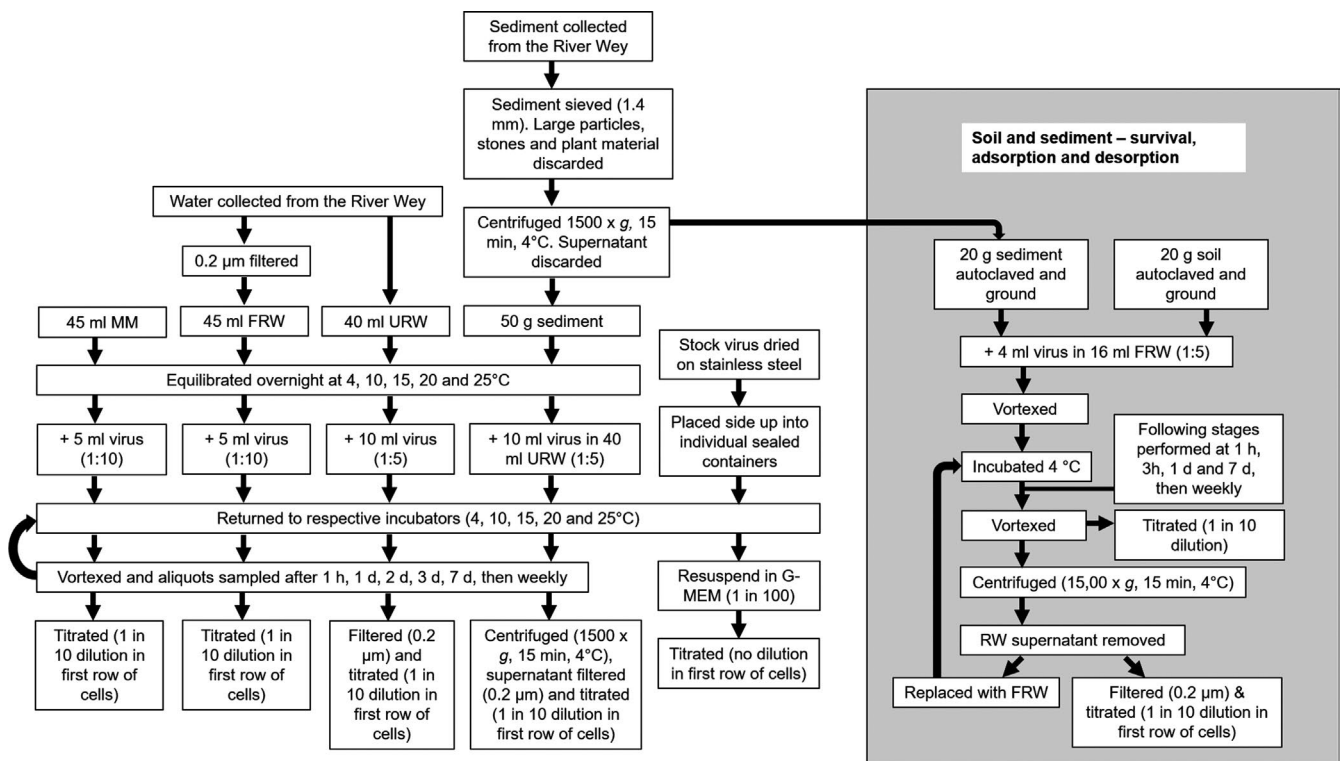 Sediment collected
from the River Wey
Sediment sieved (1.4
mm). Large particles,
stones and plant material
discarded
Water collected from the River Wey
Centrifuged 1500 x g, 15
min, 4°C. Supernatant
discarded
0.2 µm filtered
45 ml MM
45 ml FRW
40 ml URW
50 g sediment
Equilibrated overnight at 4, 10, 15, 20 and 25°C
+ 5 ml virus
(1:10)
+ 5 ml virus
(1:10)
+ 10 ml virus
(1:5)
+ 10 ml virus in 40
ml URW (1:5)
Stock virus dried
on stainless steel
Placed side up into
individual sealed
containers
Returned to respective incubators (4, 10, 15, 20 and 25°C)
Vortexed and aliquots sampled after 1 h, 1 d, 2 d, 3 d, 7 d, then weekly
Titrated (1 in
10 dilution in
first row of
cells)
Titrated (1 in
10 dilution in
first row of
cells)
Filtered (0.2
µm) and
titrated (1 in
10 dilution in
first row of
cells)
Centrifuged (1500 x
g, 15 min, 4°C),
supernatant filtered
(0.2 µm) and titrated
(1 in 10 dilution in
first row of cells)
Resuspend in G-
MEM (1 in 100)
Titrated (no dilution
in first row of cells)
Soil and sediment – survival,
adsorption and desorption
20 g sediment
autoclaved and
ground
20 g soil
autoclaved and
ground
+ 4 ml virus in 16 ml FRW (1:5)
Vortexed
Incubated 4 °C
Following stages
performed at 1 h,
3h, 1 d and 7 d,
then weekly
Vortexed
Titrated (1 in 10
dilution)
Centrifuged (15,00 x g, 15 min, 4°C)
RW supernatant removed
Replaced with FRW
Filtered (0.2 µm) &
titrated (1 in 10 dilution in
first row of cells)